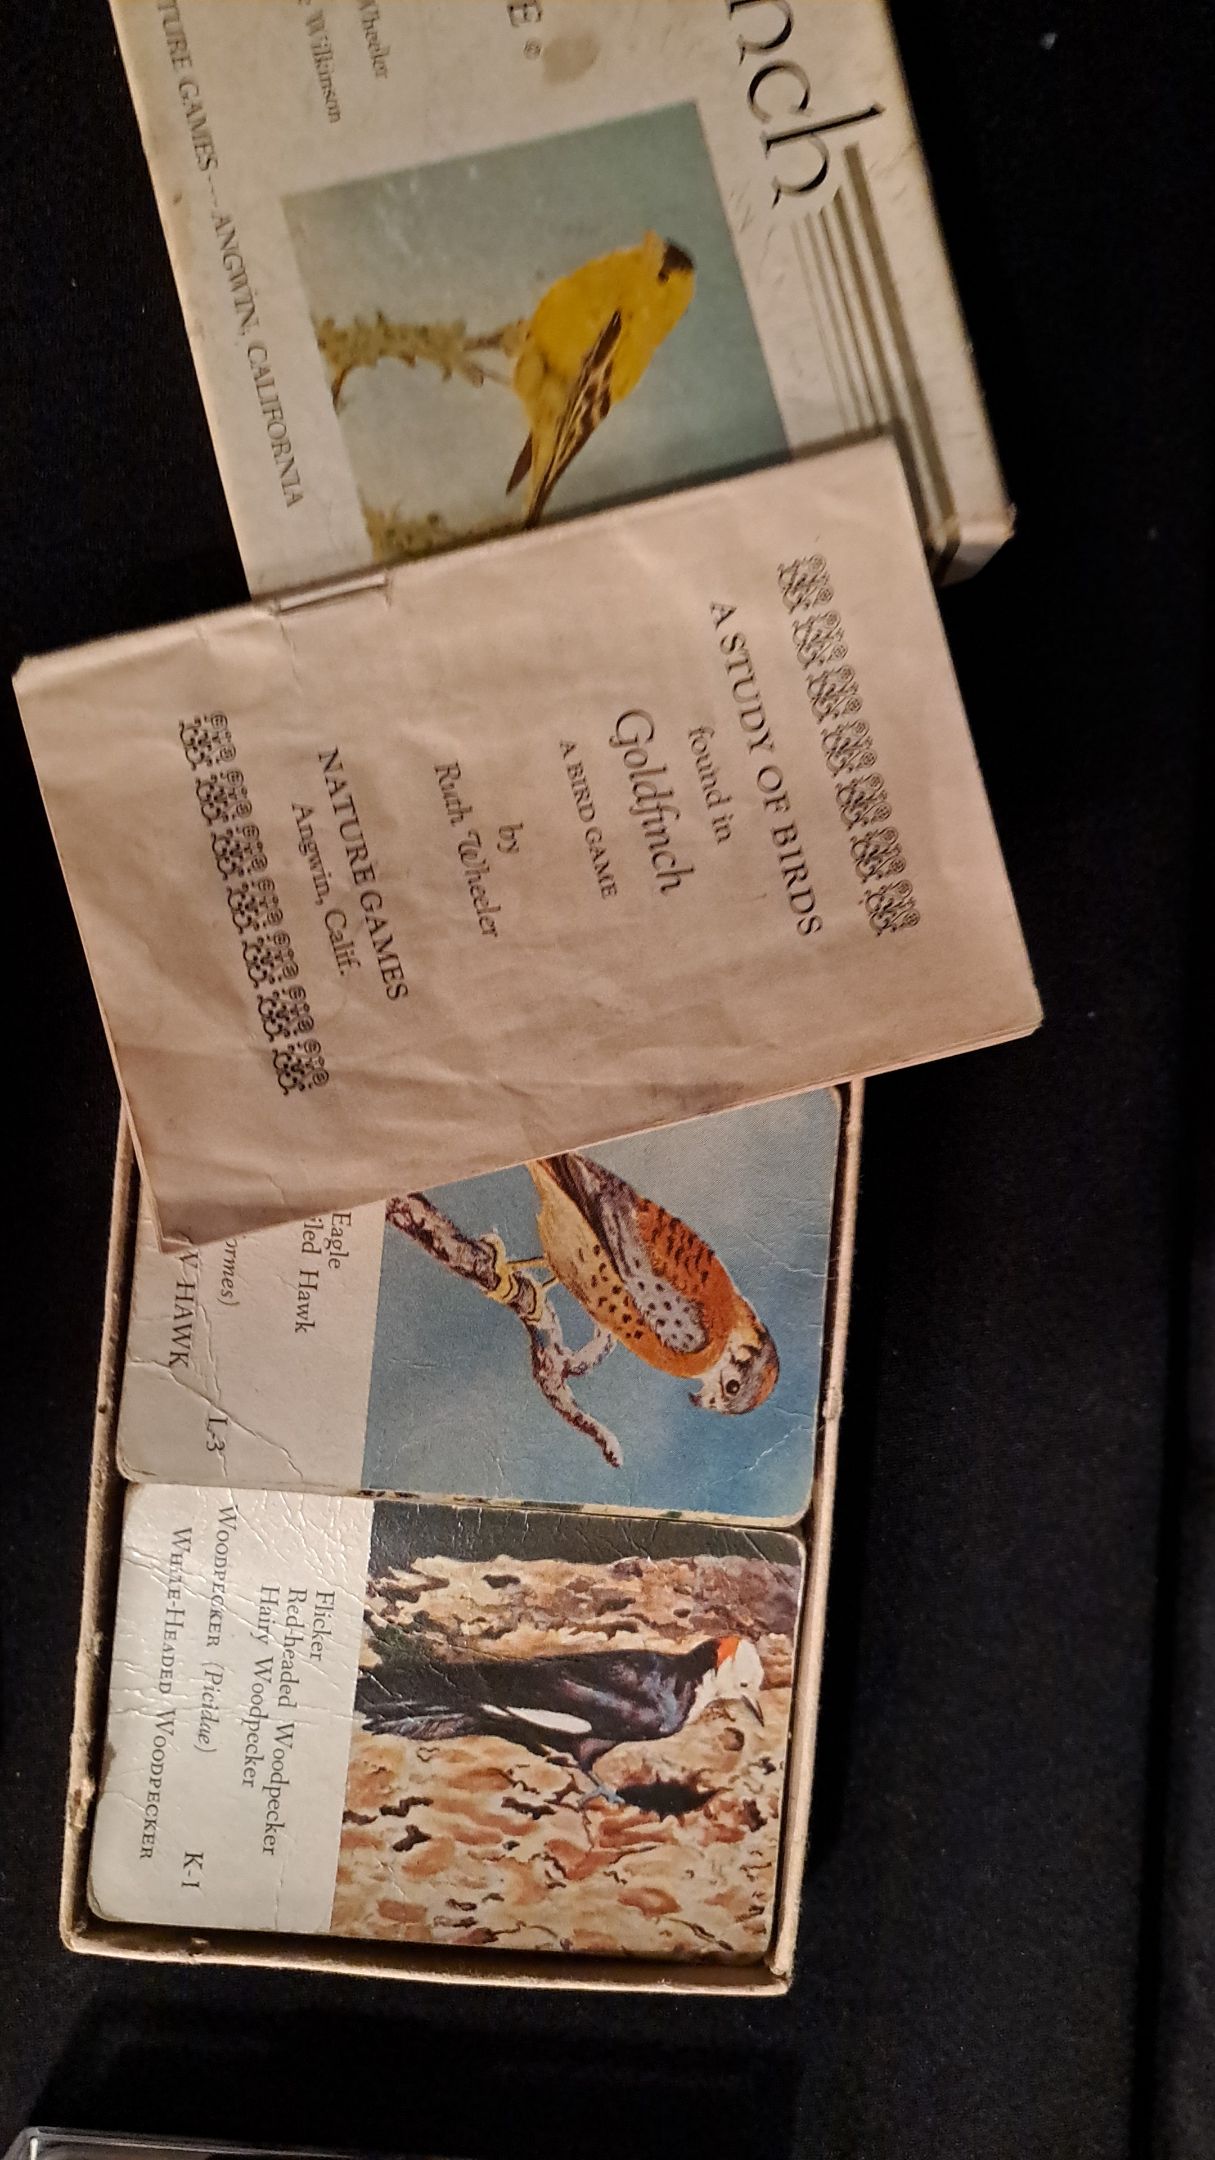 nch
E ©
Wheeler
Wilkinson
TURE GAMES--ANGWIN, CALIFORNIA
A STUDY OF BIRDS
found in
Goldfinch
A BIRD GAME
by
Ruth Wheeler
NATURE GAMES
Angwin, Calif.
Eagle
iled Hawk
ormes)
L-3
W HAWK
Flicker
Red-headed Woodpecker
Hairy Woodpecker
K-1
WOODPECKER (Picidae)
WHITE-HEADED WOODPECKER